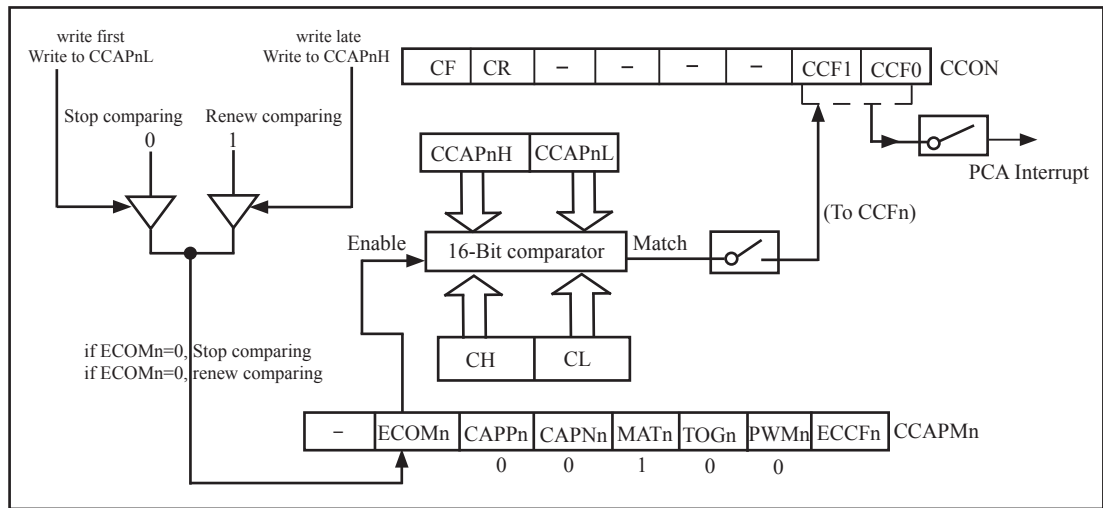 write first
Write to CCAPnL
write late
Write to CCAPnH
CF CR – – – – CCF1 CCF0 CCON
Stop comparing
0
Renew comparing
1
CCAPnH CCAPnL
PCA Interrupt
(To CCFn)
Enable
16-Bit comparator
Match
CH CL
if ECOMn=0, Stop comparing
if ECOMn=0, renew comparing
– ECOMn CAPPn CAPNn MATn TOGn PWMn ECCFn CCAPMn
0 0 1 0 0